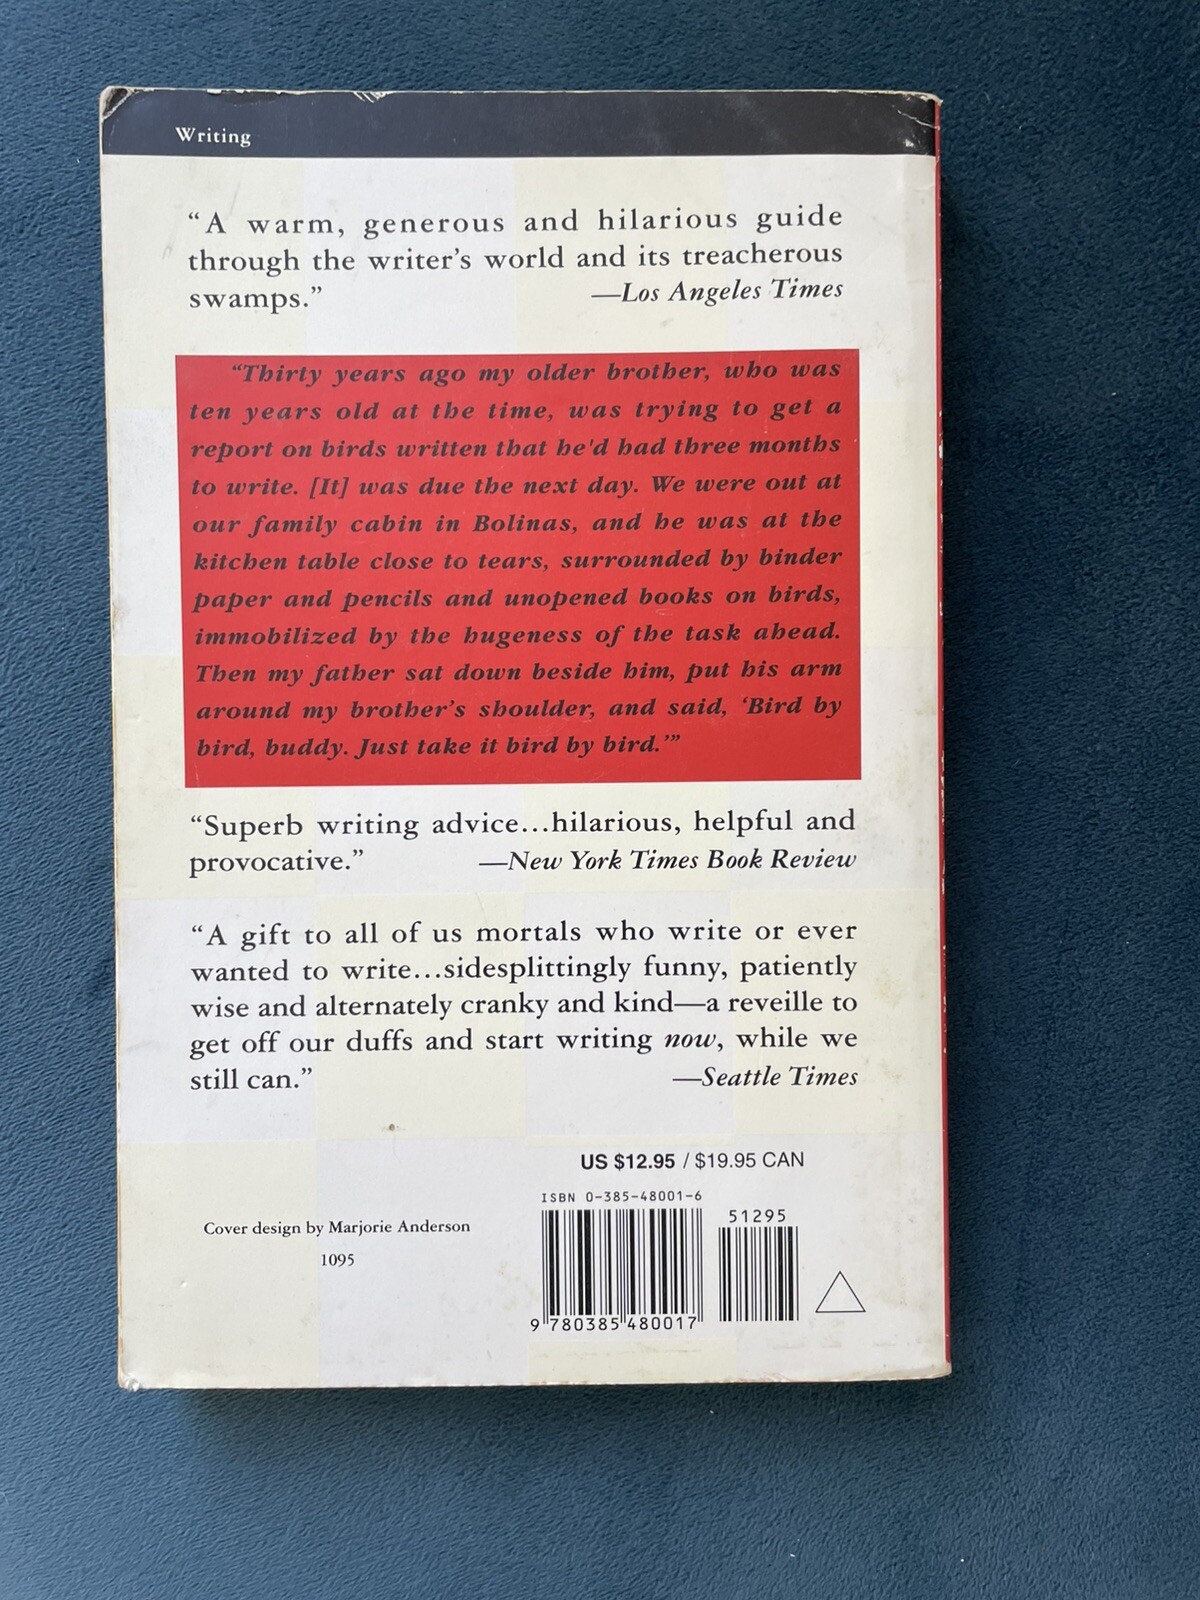 Writing
“A warm, generous and hilarious guide
through the writer’s world and its treacherous
swamps.” —Los Angeles Times
“Thirty years ago my older brother, who was
ten years old at the time, was trying to get a
report on birds written that he'd had three months
to write. [It] was due the next day. We were out at
our family cabin in Bolinas, and he was at the
kitchen table close to tears, surrounded by binder
paper and pencils and unopened books on birds,
immobilized by the hugeness of the task ahead.
Then my father sat down beside him, put his arm
around my brother’s shoulder, and said, ‘Bird by
bird, buddy. Just take it bird by bird.’”
“Superb writing advice...hilarious, helpful and
provocative.” —New York Times Book Review
“A gift to all of us mortals who write or ever
wanted to write...sidesplittingly funny, patiently
wise and alternately cranky and kind—a reveille to
get off our duffs and start writing now, while we
still can.” —Seattle Times
US $12.95 / $19.95 CAN
ISBN 0-385-48001-6
51295
Cover design by Marjorie Anderson
1095
9 780385 480017